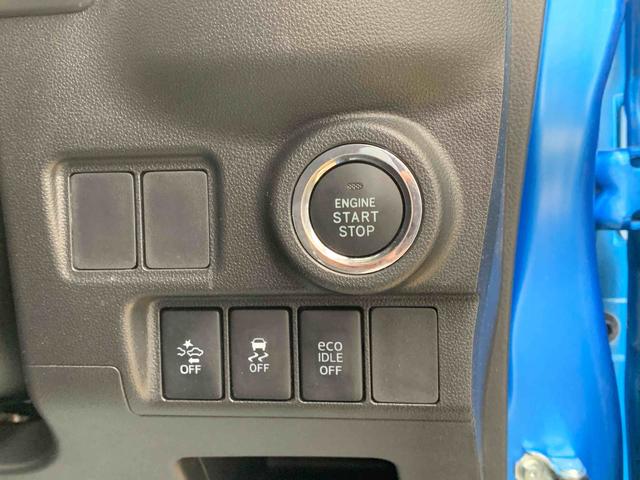 ENGINE
START
STOP
OFF
OFF
eco
IDLE
OFF